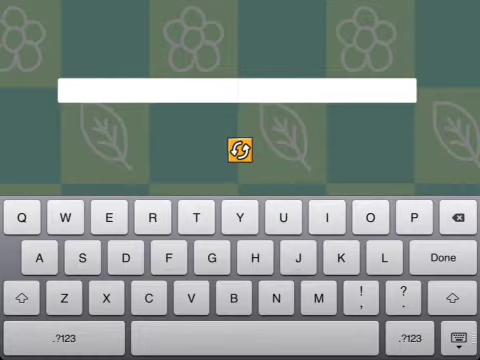 Q W E R T Y U I O P
A S D F G H J K L Done
Z X C V B N M ! , ? .
.?123 .?123